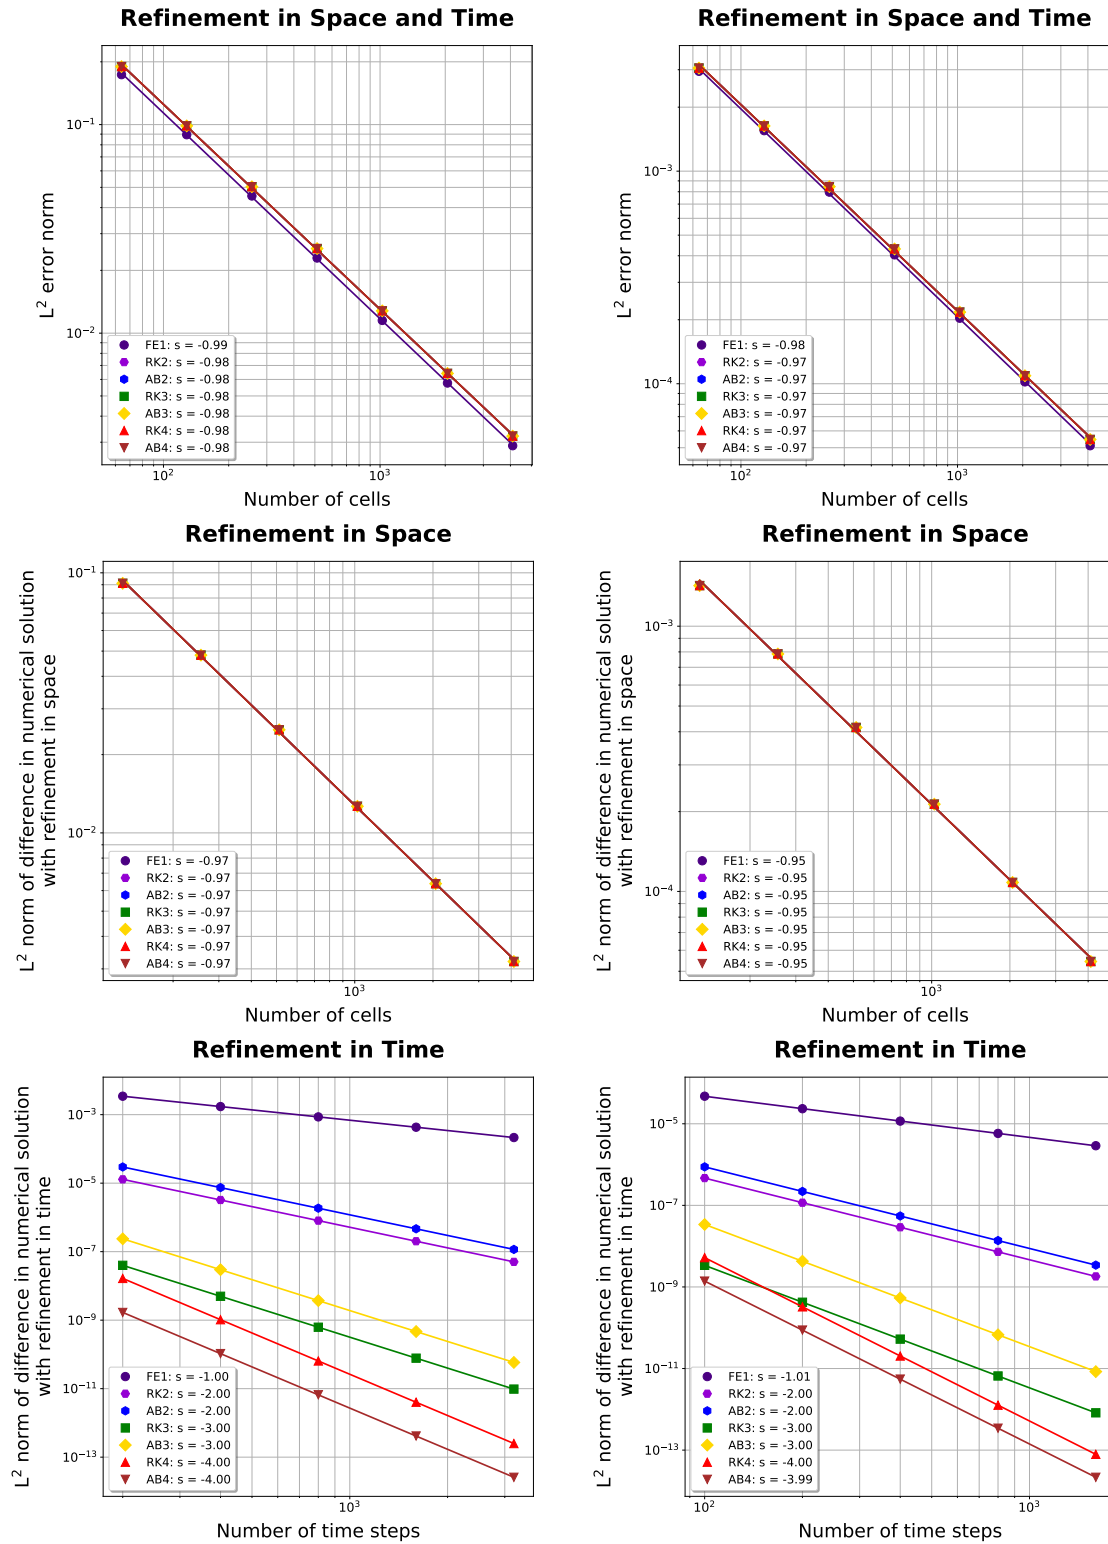 Refinement in Space and Time
L² error norm
10⁻¹
10⁻²
FE1: s = -0.99
RK2: s = -0.98
AB2: s = -0.98
RK3: s = -0.98
AB3: s = -0.98
RK4: s = -0.98
AB4: s = -0.98
10² 10³
Number of cells
Refinement in Space and Time
L² error norm
10⁻³
10⁻⁴
FE1: s = -0.98
RK2: s = -0.97
AB2: s = -0.97
RK3: s = -0.97
AB3: s = -0.97
RK4: s = -0.97
AB4: s = -0.97
10² 10³
Number of cells
Refinement in Space
L² norm of difference in numerical solution
with refinement in space
10⁻¹
10⁻²
FE1: s = -0.97
RK2: s = -0.97
AB2: s = -0.97
RK3: s = -0.97
AB3: s = -0.97
RK4: s = -0.97
AB4: s = -0.97
10³
Number of cells
Refinement in Space
L² norm of difference in numerical solution
with refinement in space
10⁻³
10⁻⁴
FE1: s = -0.95
RK2: s = -0.95
AB2: s = -0.95
RK3: s = -0.95
AB3: s = -0.95
RK4: s = -0.95
AB4: s = -0.95
10³
Number of cells
Refinement in Time
L² norm of difference in numerical solution
with refinement in time
10⁻³
10⁻⁵
10⁻⁷
10⁻⁹
10⁻¹¹
10⁻¹³
FE1: s = -1.00
RK2: s = -2.00
AB2: s = -2.00
RK3: s = -3.00
AB3: s = -3.00
RK4: s = -4.00
AB4: s = -4.00
10³
Number of time steps
Refinement in Time
L² norm of difference in numerical solution
with refinement in time
10⁻⁵
10⁻⁷
10⁻⁹
10⁻¹¹
10⁻¹³
FE1: s = -1.01
RK2: s = -2.00
AB2: s = -2.00
RK3: s = -3.00
AB3: s = -3.00
RK4: s = -4.00
AB4: s = -3.99
10² 10³
Number of time steps